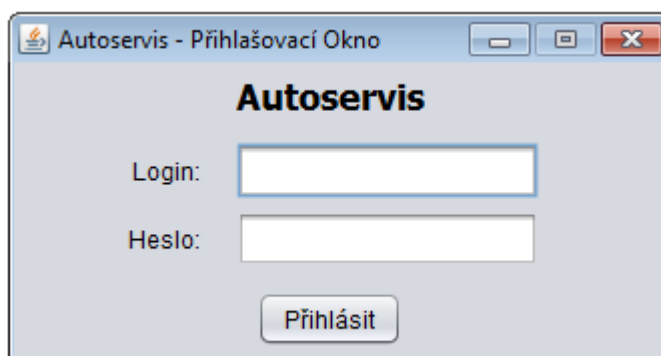 Autoservis - Přihlašovací Okno
Autoservis
Login:
Heslo:
Přihlásit